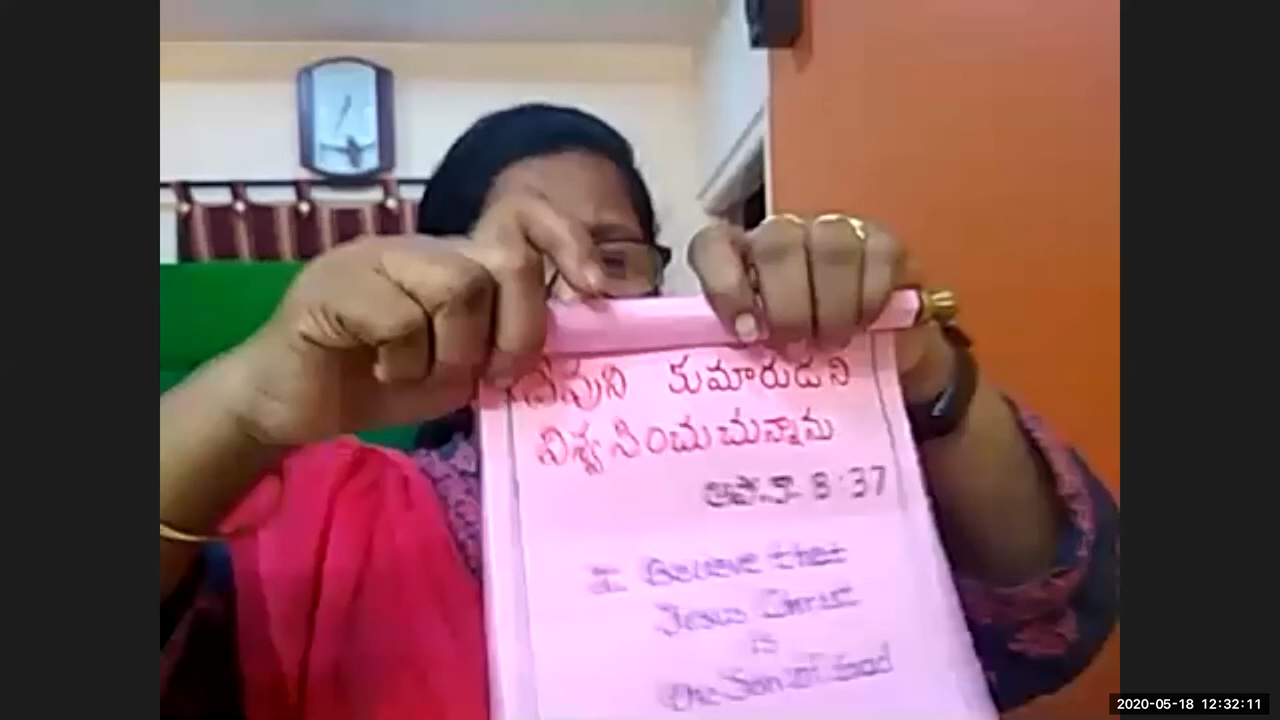 దేవుని కుమారుడని
విశ్వసించుచున్నాను
అపొ.కా 8:37
I Believe that
Jesus Christ
is
the Son of God
2020-05-18 12:32:11